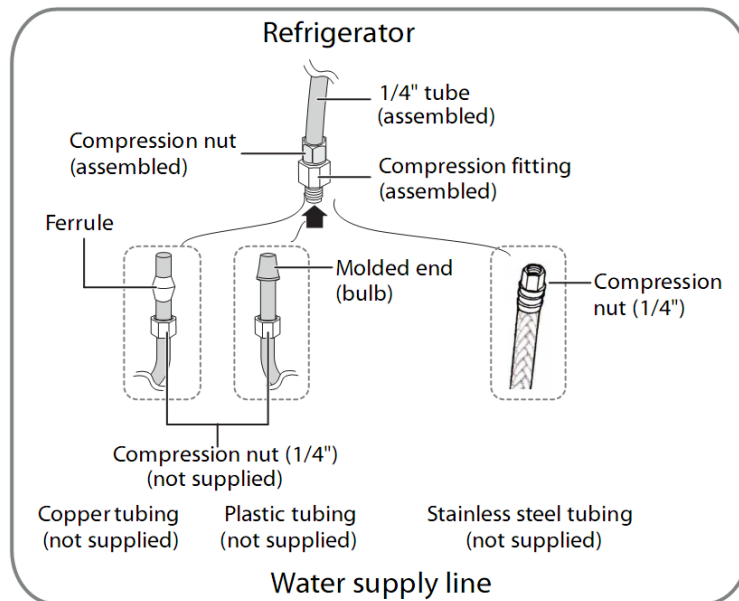 Refrigerator
1/4" tube
(assembled)
Compression nut
(assembled)
Compression fitting
(assembled)
Ferrule
Molded end
(bulb)
Compression
nut (1/4")
Compression nut (1/4")
(not supplied)
Copper tubing
(not supplied)
Plastic tubing
(not supplied)
Stainless steel tubing
(not supplied)
Water supply line